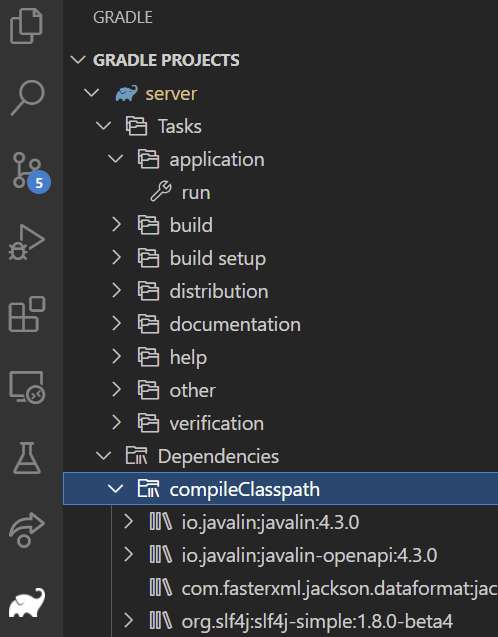 GRADLE
GRADLE PROJECTS
server
Tasks
application
run
5
build
build setup
distribution
documentation
help
other
verification
Dependencies
compileClasspath
io.javalin:javalin:4.3.0
io.javalin:javalin-openapi:4.3.0
com.fasterxml.jackson.dataformat:jac
org.slf4j:slf4j-simple:1.8.0-beta4